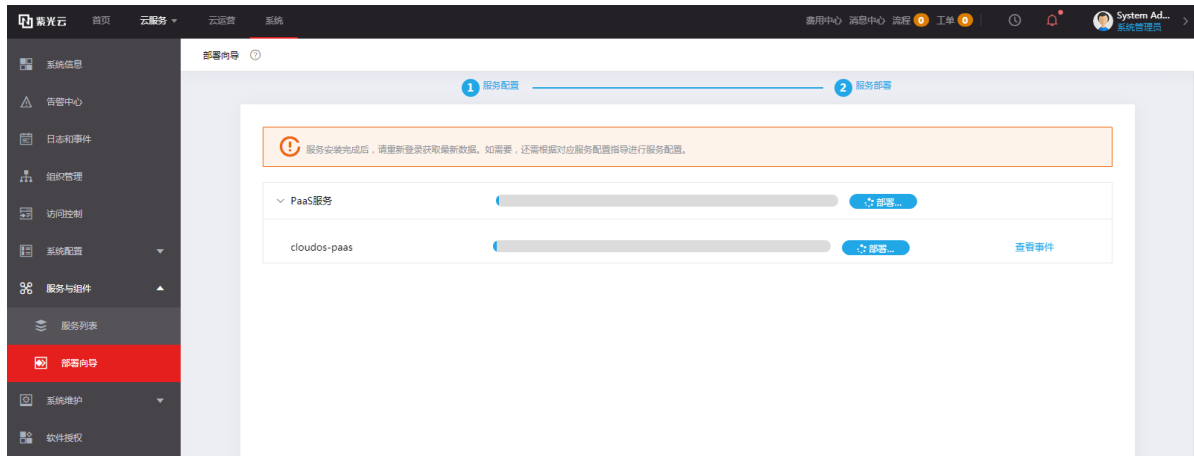 紫光云 首页 云服务 云运营 系统 费用中心 消息中心 流程 0 工单 0 System Ad...
系统管理员
系统信息
告警中心
日志和事件
组织管理
访问控制
系统配置
服务与组件
服务列表
部署向导
系统维护
软件授权
部署向导 ?
1 服务配置 2 服务部署
服务安装完成后，请重新登录获取最新数据。如需要，还需根据对应服务配置指导进行服务配置。
PaaS服务 部署...
cloudos-paas 部署... 查看事件